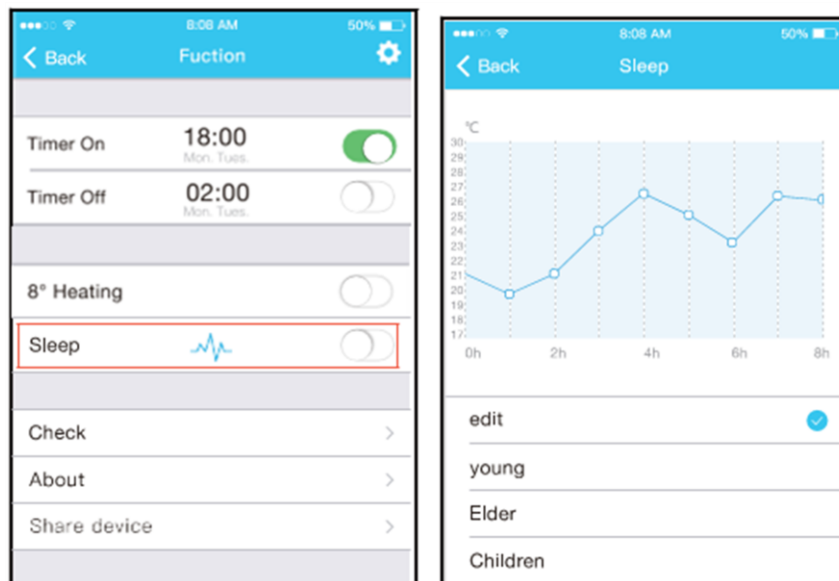 8:08 AM 50%
Back Fuction
Timer On 18:00
Mon. Tues.
Timer Off 02:00
Mon. Tues.
8° Heating
Sleep
Check
About
Share device
8:08 AM 50%
Back Sleep
℃
30
29
28
27
26
25
24
23
22
21
20
19
18
17
0h 2h 4h 6h 8h
edit
young
Elder
Children